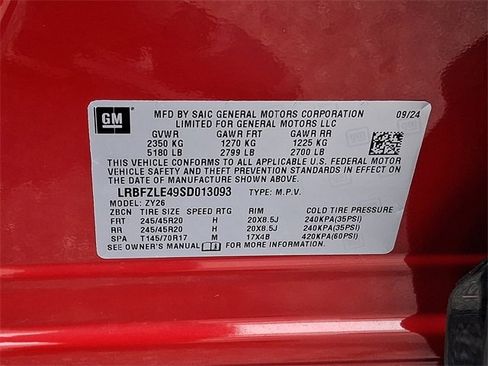 GM MFD BY SAIC GENERAL MOTORS CORPORATION 09/24
LIMITED FOR GENERAL MOTORS LLC
GVWR GAWR FRT GAWR RR
2350 KG 1270 KG 1225 KG
5180 LB 2799 LB 2700 LB
THIS VEHICLE CONFORMS TO ALL APPLICABLE U.S. FEDERAL MOTOR
VEHICLE SAFETY AND THEFT PREVENTION STANDARDS IN EFFECT ON
THE DATE OF MANUFACTURE SHOWN ABOVE.
LRBFZLE49SD013093 TYPE: M.P.V.
MODEL: ZY26
ZBCN TIRE SIZE SPEED RTG RIM COLD TIRE PRESSURE
FRT 245/45R20 H 20X8.5J 240KPA(35PSI)
RR 245/45R20 H 20X8.5J 240KPA(35PSI)
SPA T145/70R17 M 17X4B 420KPA(60PSI)
SEE OWNER'S MANUAL